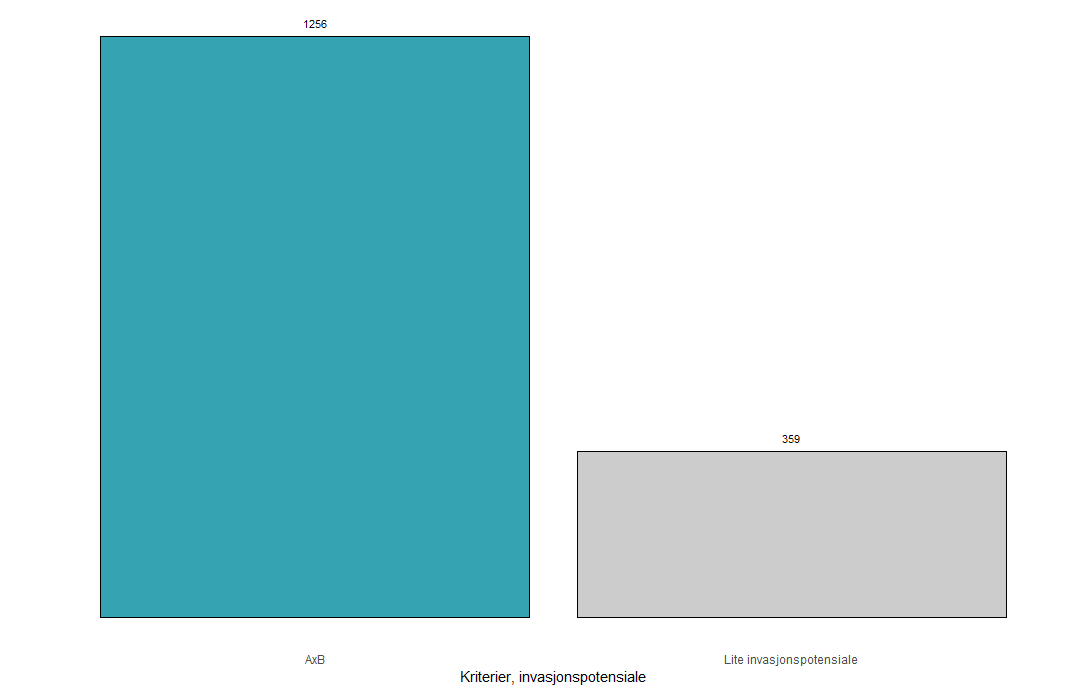 1256
359
AxB
Lite invasjonspotensiale
Kriterier, invasjonspotensiale